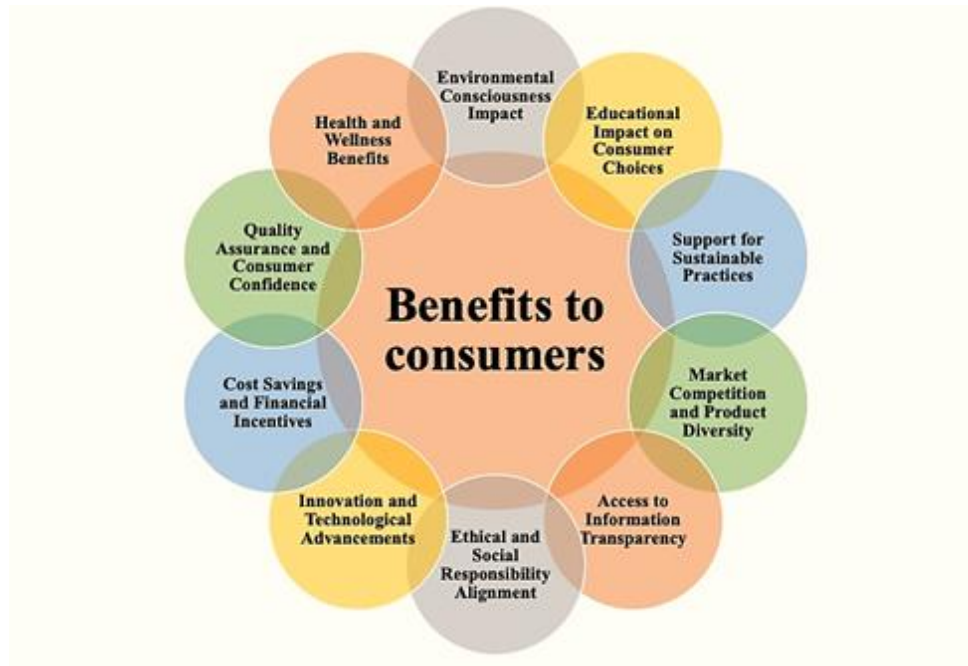 Environmental
Consciousness
Impact
Educational
Impact on
Consumer
Choices
Support for
Sustainable
Practices
Market
Competition
and Product
Diversity
Access to
Information
Transparency
Ethical and
Social
Responsibility
Alignment
Innovation and
Technological
Advancements
Cost Savings
and Financial
Incentives
Quality
Assurance and
Consumer
Confidence
Health and
Wellness
Benefits
Benefits to
consumers